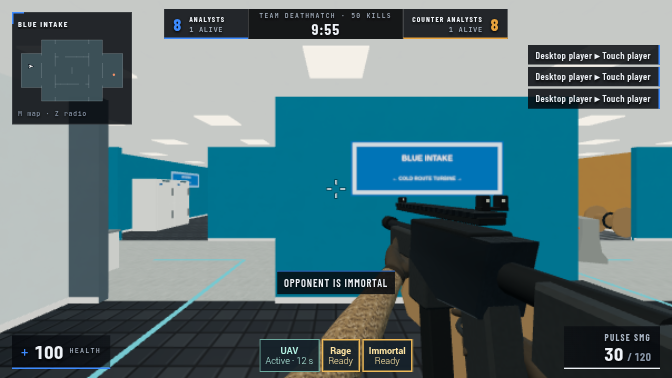 BLUE INTAKE
M map · Z radio
8 ANALYSTS
1 ALIVE
TEAM DEATHMATCH · 50 KILLS
9:55
COUNTER ANALYSTS 8
1 ALIVE
Desktop player ▸ Touch player
Desktop player ▸ Touch player
Desktop player ▸ Touch player
BLUE INTAKE
← COLD ROUTE TURBINE →
OPPONENT IS IMMORTAL
+ 100 HEALTH
UAV
Active · 12 s
Rage
Ready
Immortal
Ready
PULSE SMG
30 / 120